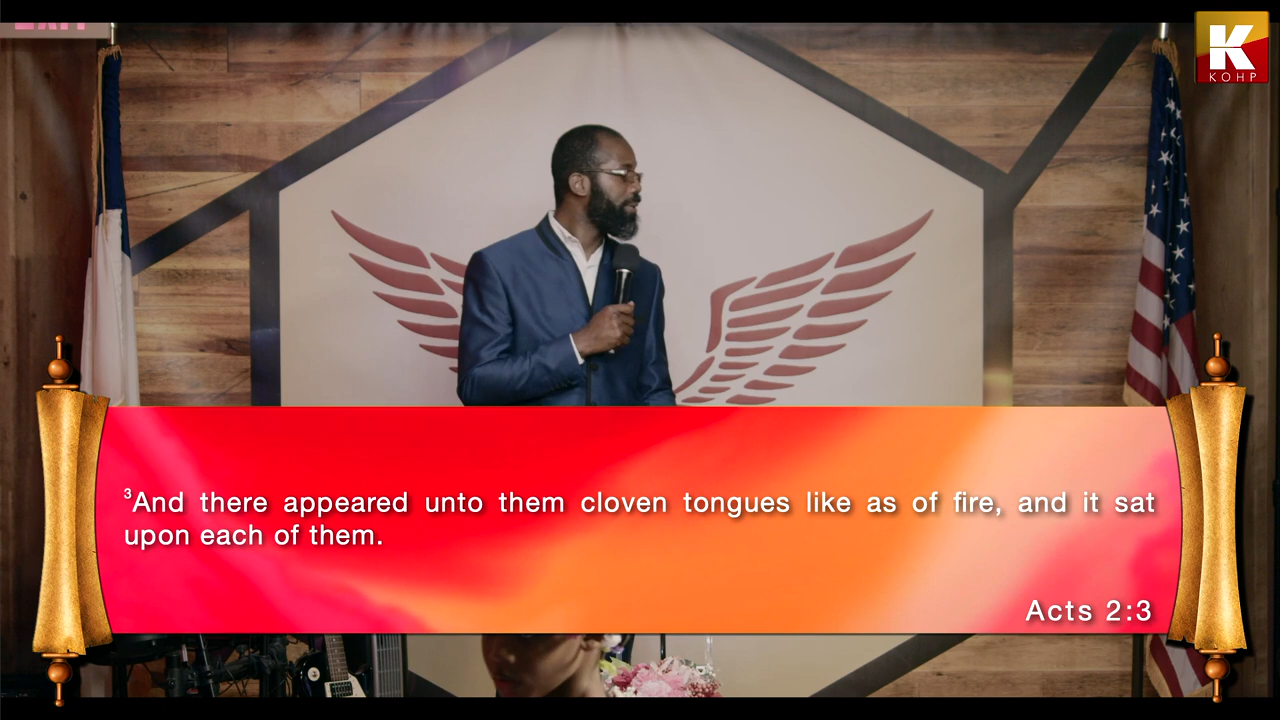 K
KOHP
³And there appeared unto them cloven tongues like as of fire, and it sat
upon each of them.
Acts 2:3